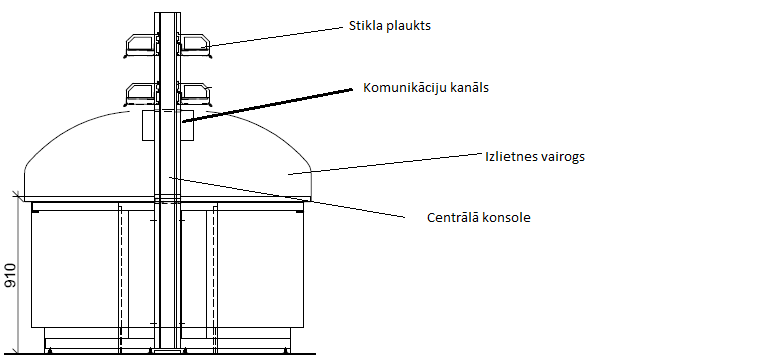 Stikla plaukts
Komunikāciju kanāls
Izlietnes vairogs
Centrālā konsole
910